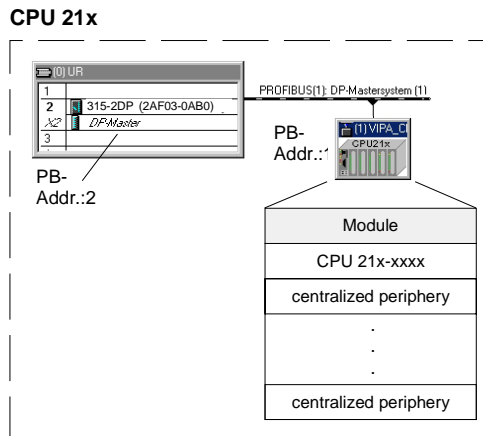 CPU 21x
(0) UR
1
2 315-2DP (2AF03-0AB0)
X2 DP-Master
3
PROFIBUS(1): DP-Mastersystem (1)
PB-
Addr.:1
(1) VIPA_C
CPU21x
PB-
Addr.:2
Module
CPU 21x-xxxx
centralized periphery
.
.
.
centralized periphery